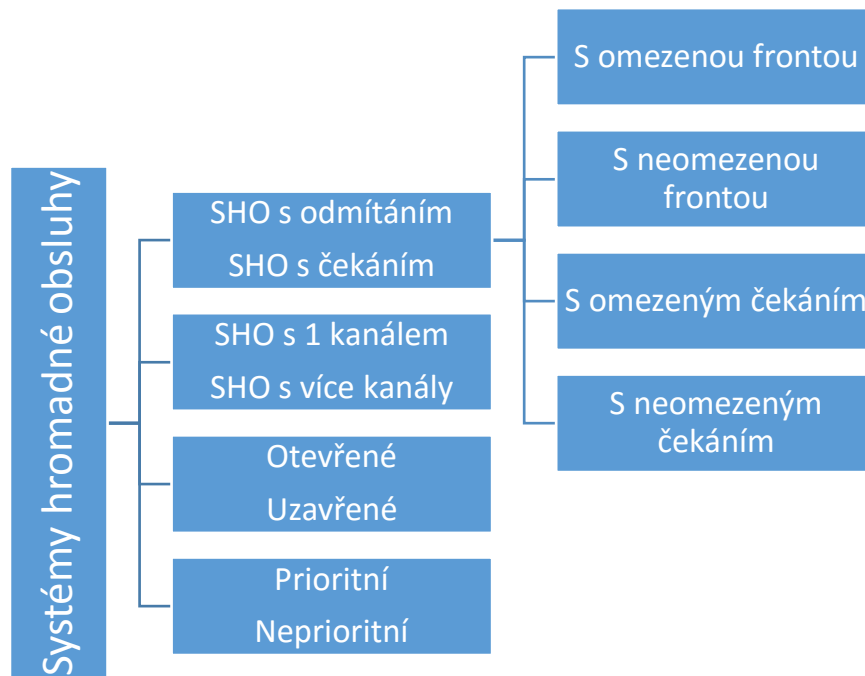 Systémy hromadné obsluhy
SHO s odmítáním
SHO s čekáním
SHO s 1 kanálem
SHO s více kanály
Otevřené
Uzavřené
Prioritní
Neprioritní
S omezenou frontou
S neomezenou
frontou
S omezeným čekáním
S neomezeným
čekáním